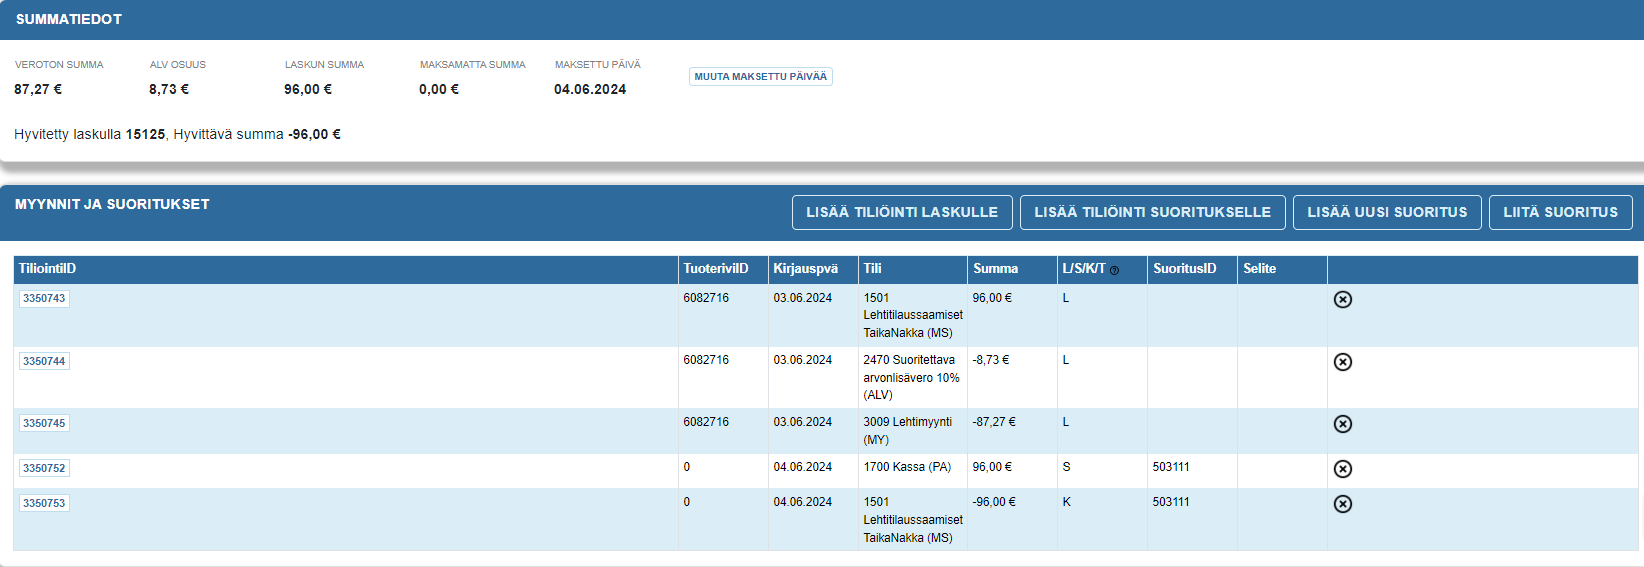 SUMMATIEDOT
VEROTON SUMMA ALV OSUUS LASKUN SUMMA MAKSAMATTA SUMMA MAKSETTU PÄIVÄ
87,27 € 8,73 € 96,00 € 0,00 € 04.06.2024
MUUTA MAKSETTU PÄIVÄÄ
Hyvitetty laskulla 15125, Hyvittävä summa -96,00 €
MYYNNIT JA SUORITUKSET
LISÄÄ TILIÖINTI LASKULLE LISÄÄ TILIÖINTI SUORITUKSELLE LISÄÄ UUSI SUORITUS LIITÄ SUORITUS
TiliointiID TuoteriviID Kirjauspvä Tili Summa L/S/K/T ? SuoritusID Selite
3350743 6082716 03.06.2024 1501 96,00 € L
Lehtitilaussaamiset
TaikaNakka (MS)
3350744 6082716 03.06.2024 2470 Suoritettava -8,73 € L
arvonlisävero 10%
(ALV)
3350745 6082716 03.06.2024 3009 Lehtimyynti -87,27 € L
(MY)
3350752 0 04.06.2024 1700 Kassa (PA) 96,00 € S 503111
3350753 0 04.06.2024 1501 -96,00 € K 503111
Lehtitilaussaamiset
TaikaNakka (MS)